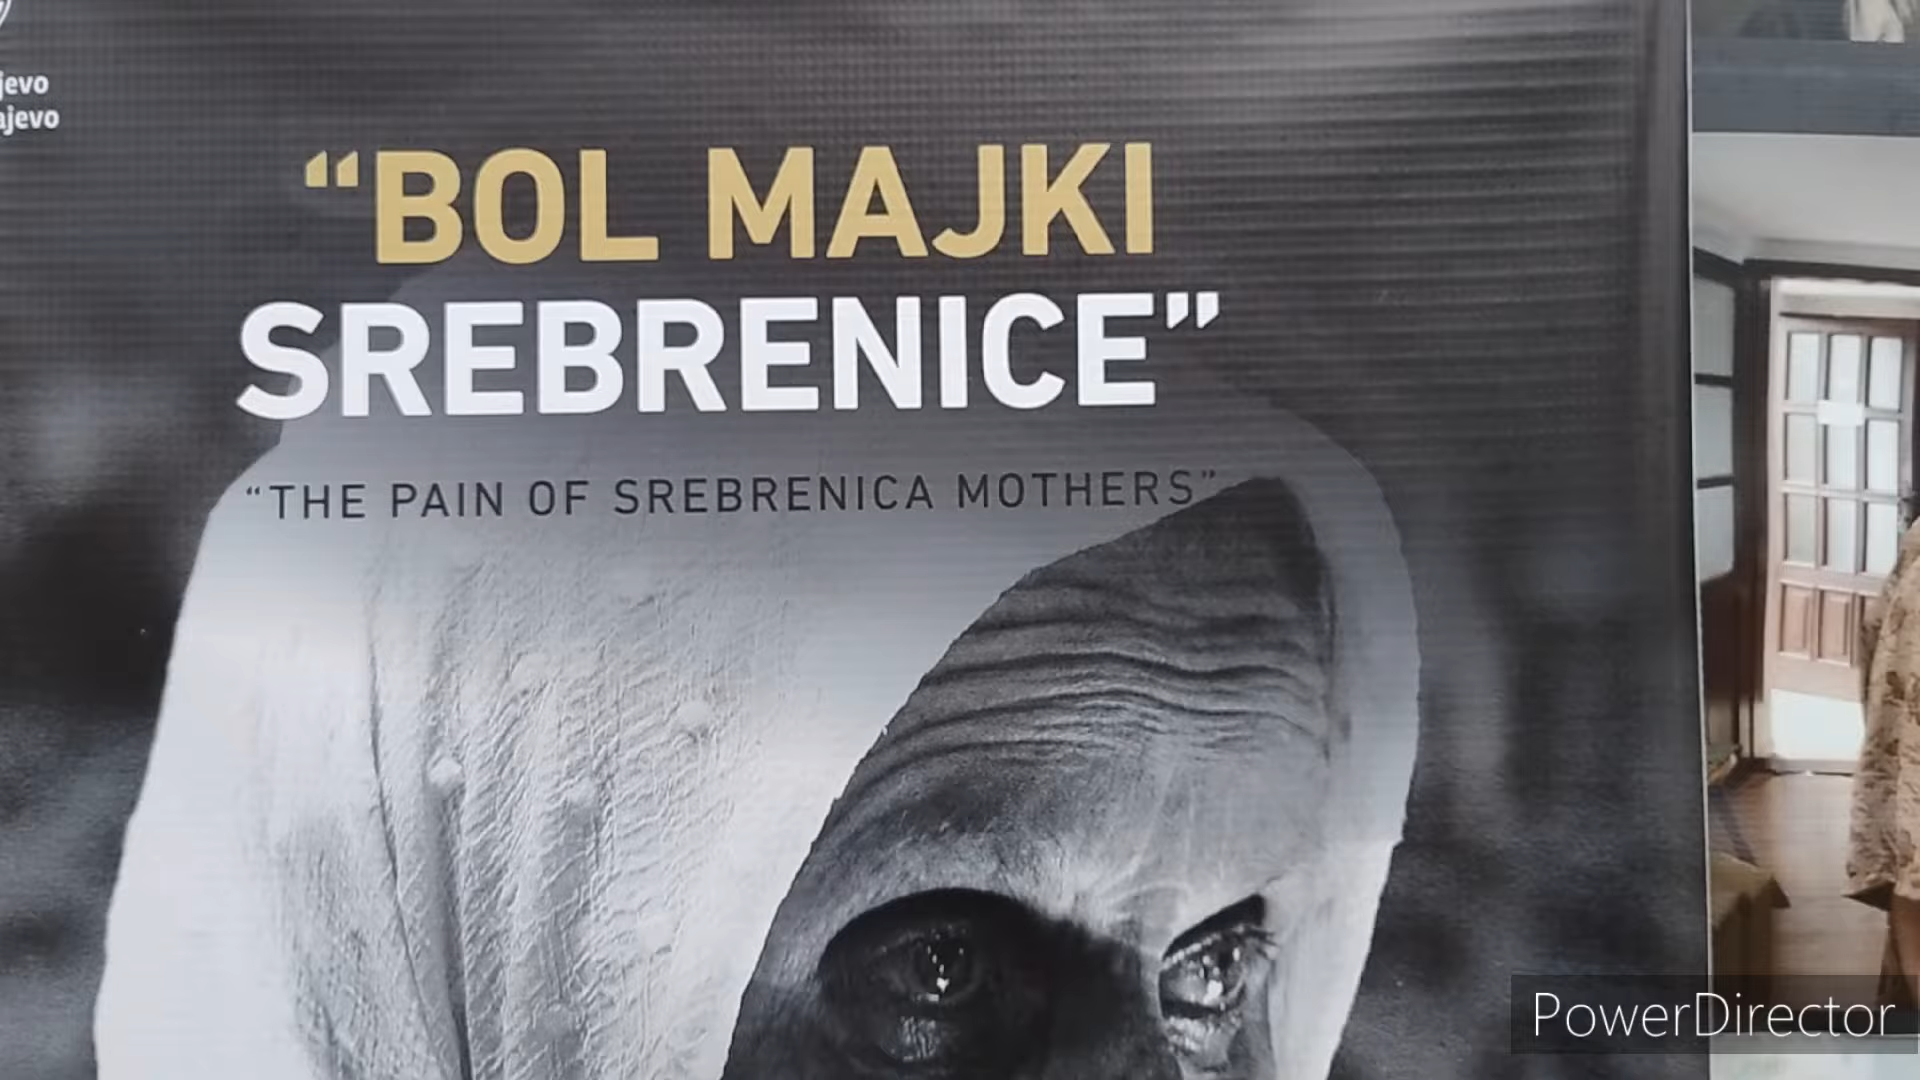 jevo
ajevo
“BOL MAJKI
SREBRENICE”
“THE PAIN OF SREBRENICA MOTHERS”
PowerDirector